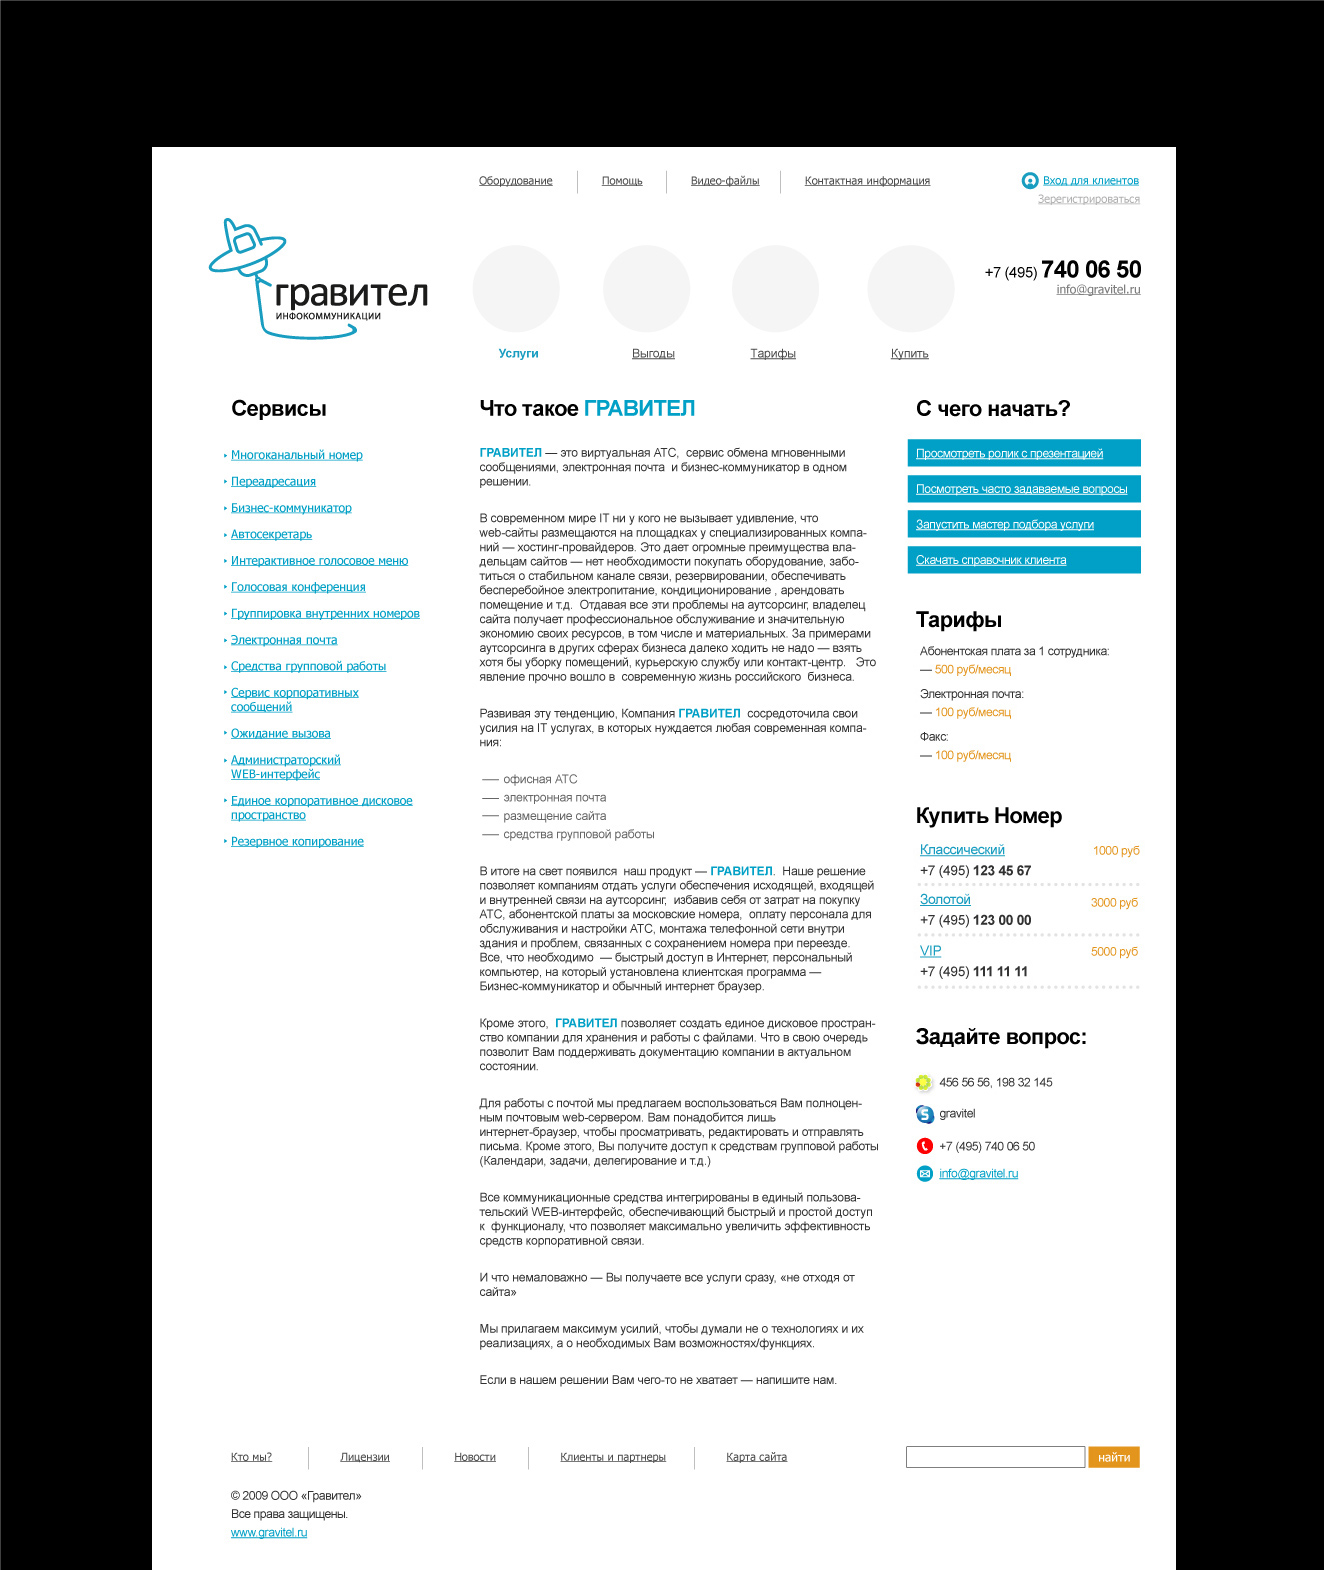 Оборудование
Помощь
Видео-файлы
Контактная информация
Вход для клиентов
Зерегистрироваться
гравител
ИНФОКОММУНИКАЦИИ
+7 (495) 740 06 50
info@gravitel.ru
Услуги
Выгоды
Тарифы
Купить
Сервисы
Многоканальный номер
Переадресация
Бизнес-коммуникатор
Автосекретарь
Интерактивное голосовое меню
Голосовая конференция
Группировка внутренних номеров
Электронная почта
Средства групповой работы
Сервис корпоративных
сообщений
Ожидание вызова
Администраторский
WEB-интерфейс
Единое корпоративное дисковое
пространство
Резервное копирование
Что такое ГРАВИТЕЛ
ГРАВИТЕЛ — это виртуальная АТС, сервис обмена мгновенными
сообщениями, электронная почта и бизнес-коммуникатор в одном
решении.
В современном мире IT ни у кого не вызывает удивление, что
web-сайты размещаются на площадках у специализированных компа-
ний — хостинг-провайдеров. Это дает огромные преимущества вла-
дельцам сайтов — нет необходимости покупать оборудование, забо-
титься о стабильном канале связи, резервировании, обеспечивать
бесперебойное электропитание, кондиционирование , арендовать
помещение и т.д. Отдавая все эти проблемы на аутсорсинг, владелец
сайта получает профессиональное обслуживание и значительную
экономию своих ресурсов, в том числе и материальных. За примерами
аутсорсинга в других сферах бизнеса далеко ходить не надо — взять
хотя бы уборку помещений, курьерскую службу или контакт-центр. Это
явление прочно вошло в современную жизнь российского бизнеса.
Развивая эту тенденцию, Компания ГРАВИТЕЛ сосредоточила свои
усилия на IT услугах, в которых нуждается любая современная компа-
ния:
— офисная АТС
— электронная почта
— размещение сайта
— средства групповой работы
В итоге на свет появился наш продукт — ГРАВИТЕЛ. Наше решение
позволяет компаниям отдать услуги обеспечения исходящей, входящей
и внутренней связи на аутсорсинг, избавив себя от затрат на покупку
АТС, абонентской платы за московские номера, оплату персонала для
обслуживания и настройки АТС, монтажа телефонной сети внутри
здания и проблем, связанных с сохранением номера при переезде.
Все, что необходимо — быстрый доступ в Интернет, персональный
компьютер, на который установлена клиентская программа —
Бизнес-коммуникатор и обычный интернет браузер.
Кроме этого, ГРАВИТЕЛ позволяет создать единое дисковое простран-
ство компании для хранения и работы с файлами. Что в свою очередь
позволит Вам поддерживать документацию компании в актуальном
состоянии.
Для работы с почтой мы предлагаем воспользоваться Вам полноцен-
ным почтовым web-сервером. Вам понадобится лишь
интернет-браузер, чтобы просматривать, редактировать и отправлять
письма. Кроме этого, Вы получите доступ к средствам групповой работы
(Календари, задачи, делегирование и т.д.)
Все коммуникационные средства интегрированы в единый пользова-
тельский WEB-интерфейс, обеспечивающий быстрый и простой доступ
к функционалу, что позволяет максимально увеличить эффективность
средств корпоративной связи.
И что немаловажно — Вы получаете все услуги сразу, «не отходя от
сайта»
Мы прилагаем максимум усилий, чтобы думали не о технологиях и их
реализациях, а о необходимых Вам возможностях/функциях.
Если в нашем решении Вам чего-то не хватает — напишите нам.
С чего начать?
Просмотреть ролик с презентацией
Посмотреть часто задаваемые вопросы
Запустить мастер подбора услуги
Скачать справочник клиента
Тарифы
Абонентская плата за 1 сотрудника:
— 500 руб/месяц
Электронная почта:
— 100 руб/месяц
Факс:
— 100 руб/месяц
Купить Номер
Классический 1000 руб
+7 (495) 123 45 67
Золотой 3000 руб
+7 (495) 123 00 00
VIP 5000 руб
+7 (495) 111 11 11
Задайте вопрос:
456 56 56, 198 32 145
gravitel
+7 (495) 740 06 50
info@gravitel.ru
Кто мы?
Лицензии
Новости
Клиенты и партнеры
Карта сайта
найти
© 2009 ООО «Гравител»
Все права защищены.
www.gravitel.ru